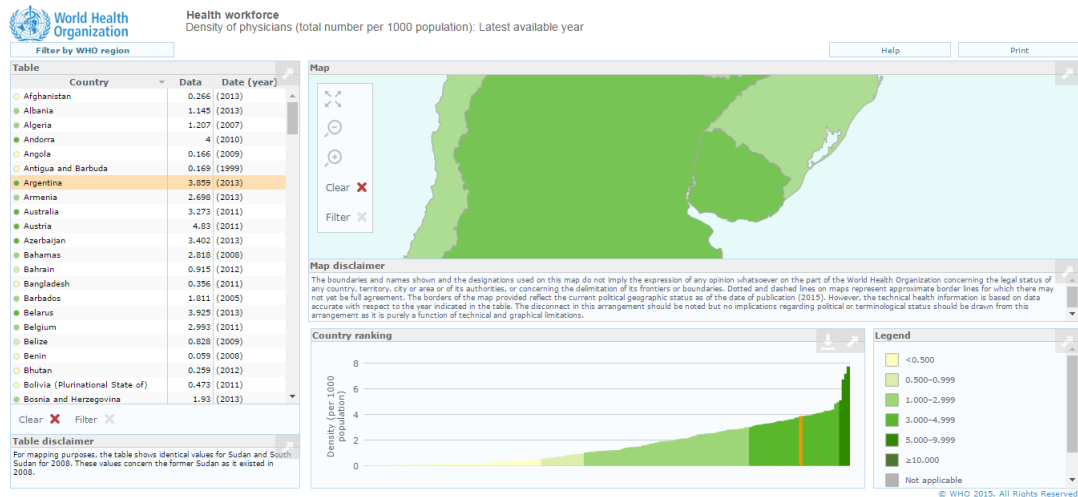 World Health
Organization
Health workforce
Density of physicians (total number per 1000 population): Latest available year
Filter by WHO region
Help
Print
Table
Country Data Date (year)
Afghanistan 0.266 (2013)
Albania 1.145 (2013)
Algeria 1.207 (2007)
Andorra 4 (2010)
Angola 0.166 (2009)
Antigua and Barbuda 0.169 (1999)
Argentina 3.859 (2013)
Armenia 2.698 (2013)
Australia 3.273 (2011)
Austria 4.83 (2011)
Azerbaijan 3.402 (2013)
Bahamas 2.818 (2008)
Bahrain 0.915 (2012)
Bangladesh 0.356 (2011)
Barbados 1.811 (2005)
Belarus 3.925 (2013)
Belgium 2.993 (2011)
Belize 0.828 (2009)
Benin 0.059 (2008)
Bhutan 0.259 (2012)
Bolivia (Plurinational State of) 0.473 (2011)
Bosnia and Herzegovina 1.93 (2013)
Clear Filter
Table disclaimer
For mapping purposes, the table shows identical values for Sudan and South
Sudan for 2008. These values concern the former Sudan as it existed in
2008.
Map
Clear
Filter
Map disclaimer
The boundaries and names shown and the designations used on this map do not imply the expression of any opinion whatsoever on the part of the World Health Organization concerning the legal status of
any country, territory, city or area or of its authorities, or concerning the delimitation of its frontiers or boundaries. Dotted and dashed lines on maps represent approximate border lines for which there may
not yet be full agreement. The borders of the map provided reflect the current political geographic status as of the date of publication (2015). However, the technical health information is based on data
accurate with respect to the year indicated in the table. The disconnect in this arrangement should be noted but no implications regarding political or terminological status should be drawn from this
arrangement as it is purely a function of technical and graphical limitations.
Country ranking
Density (per 1000
population)
8
6
4
2
0
Legend
<0.500
0.500–0.999
1.000–2.999
3.000–4.999
5.000–9.999
≥10.000
Not applicable
© WHO 2015. All Rights Reserved